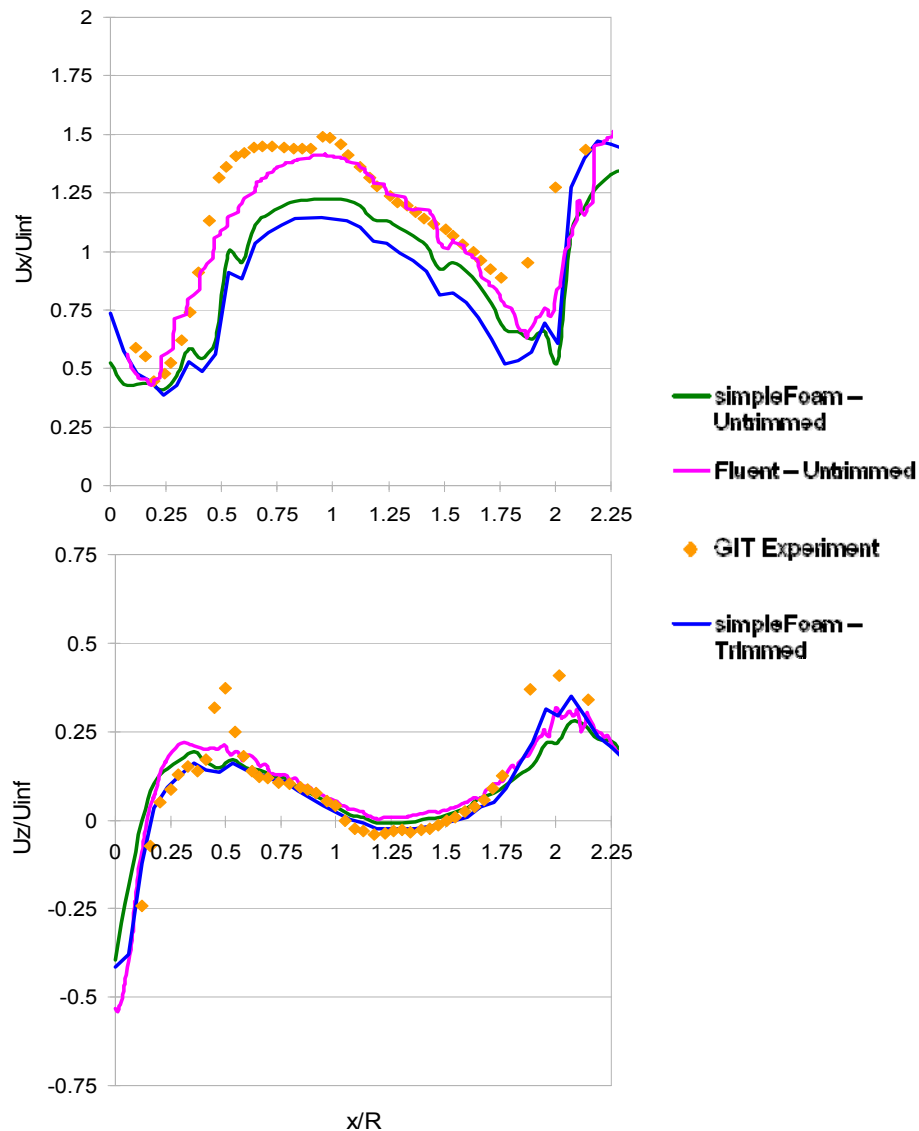 2
1.75
1.5
1.25
1
0.75
0.5
0.25
0
Ux/Uinf
0 0.25 0.5 0.75 1 1.25 1.5 1.75 2 2.25
simpleFoam –
Untrimmed
Fluent – Untrimmed
GIT Experiment
simpleFoam –
Trimmed
0.75
0.5
0.25
0
-0.25
-0.5
-0.75
Uz/Uinf
0 0.25 0.5 0.75 1 1.25 1.5 1.75 2 2.25
x/R